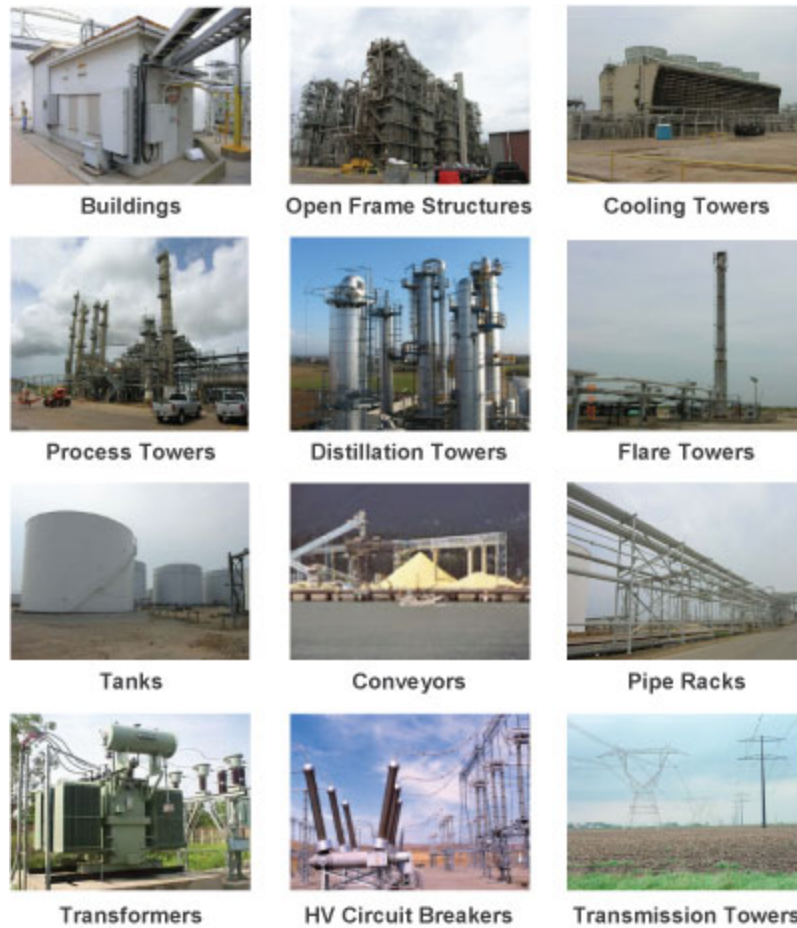 Buildings
Open Frame Structures
Cooling Towers
Process Towers
Distillation Towers
Flare Towers
Tanks
Conveyors
Pipe Racks
Transformers
HV Circuit Breakers
Transmission Towers